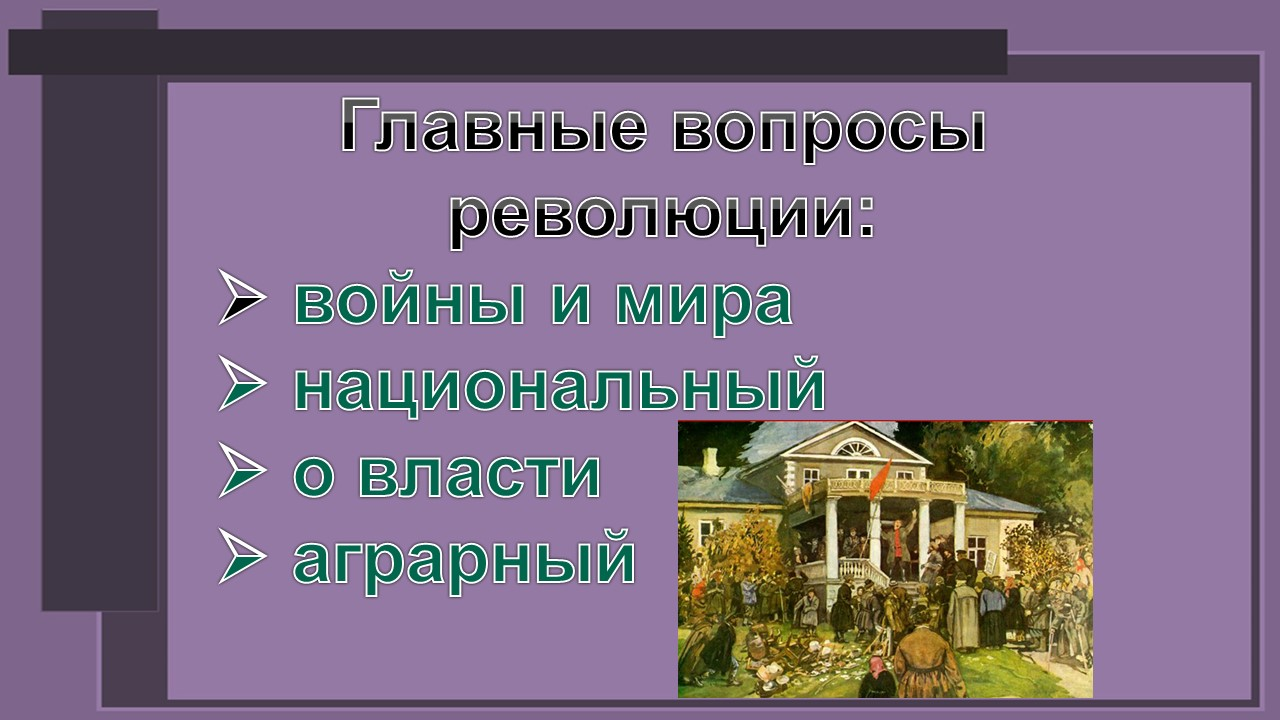 Главные вопросы
революции:
войны и мира
национальный
о власти
аграрный